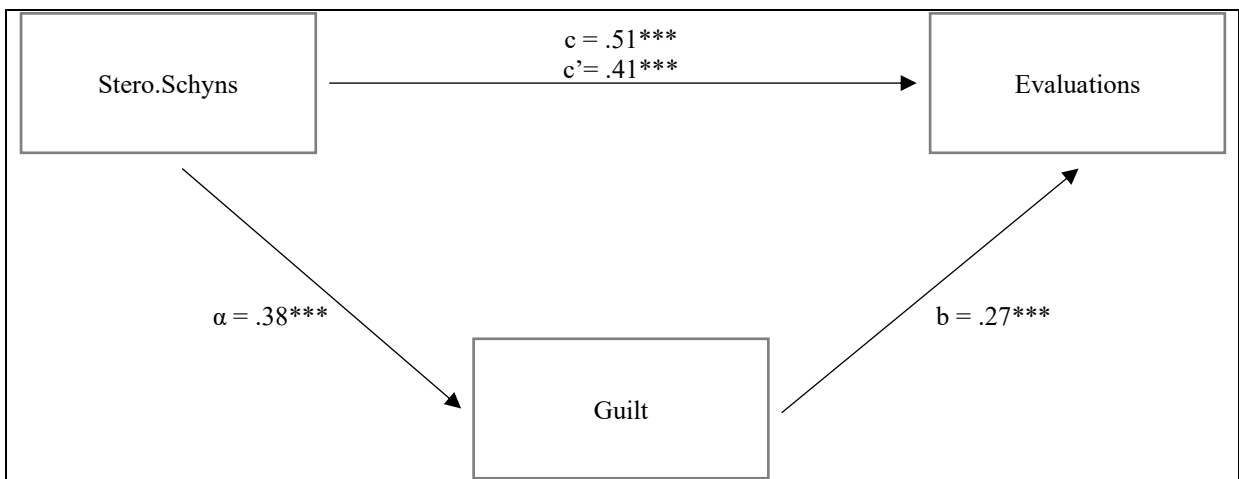 c = .51***
c’= .41***
Stero.Schyns
Evaluations
α = .38***
b = .27***
Guilt